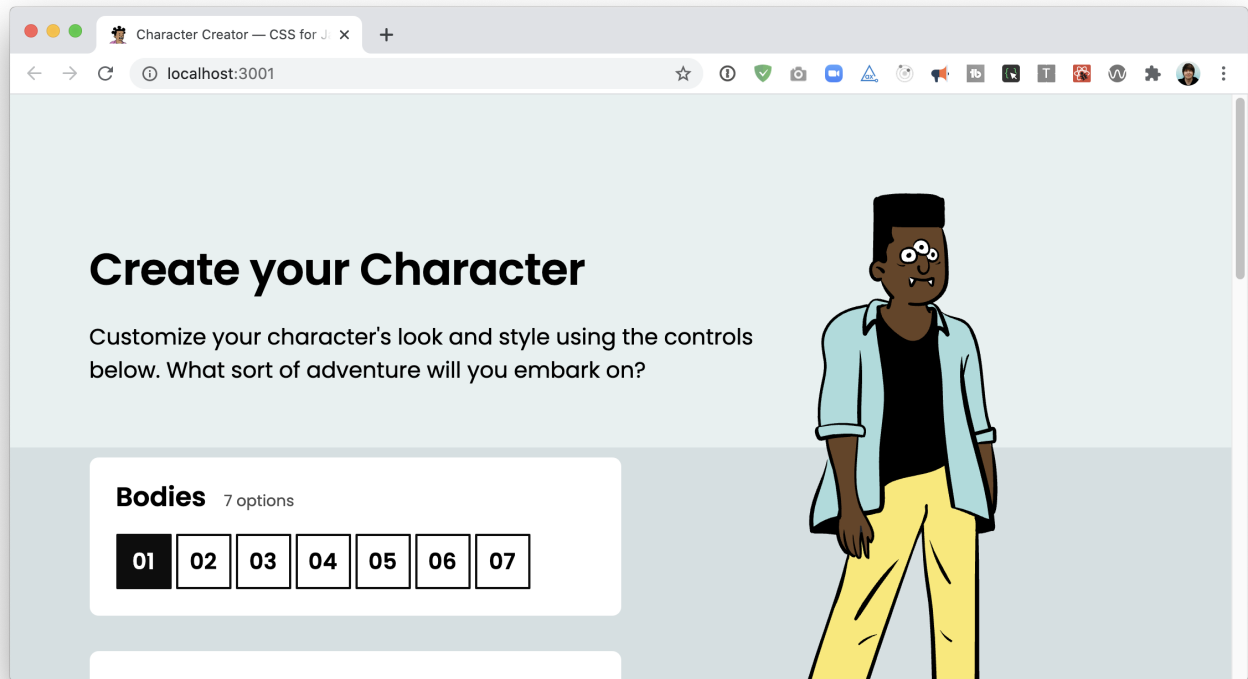 Character Creator — CSS for J
localhost:3001
Create your Character
Customize your character's look and style using the controls
below. What sort of adventure will you embark on?
Bodies 7 options
01 02 03 04 05 06 07